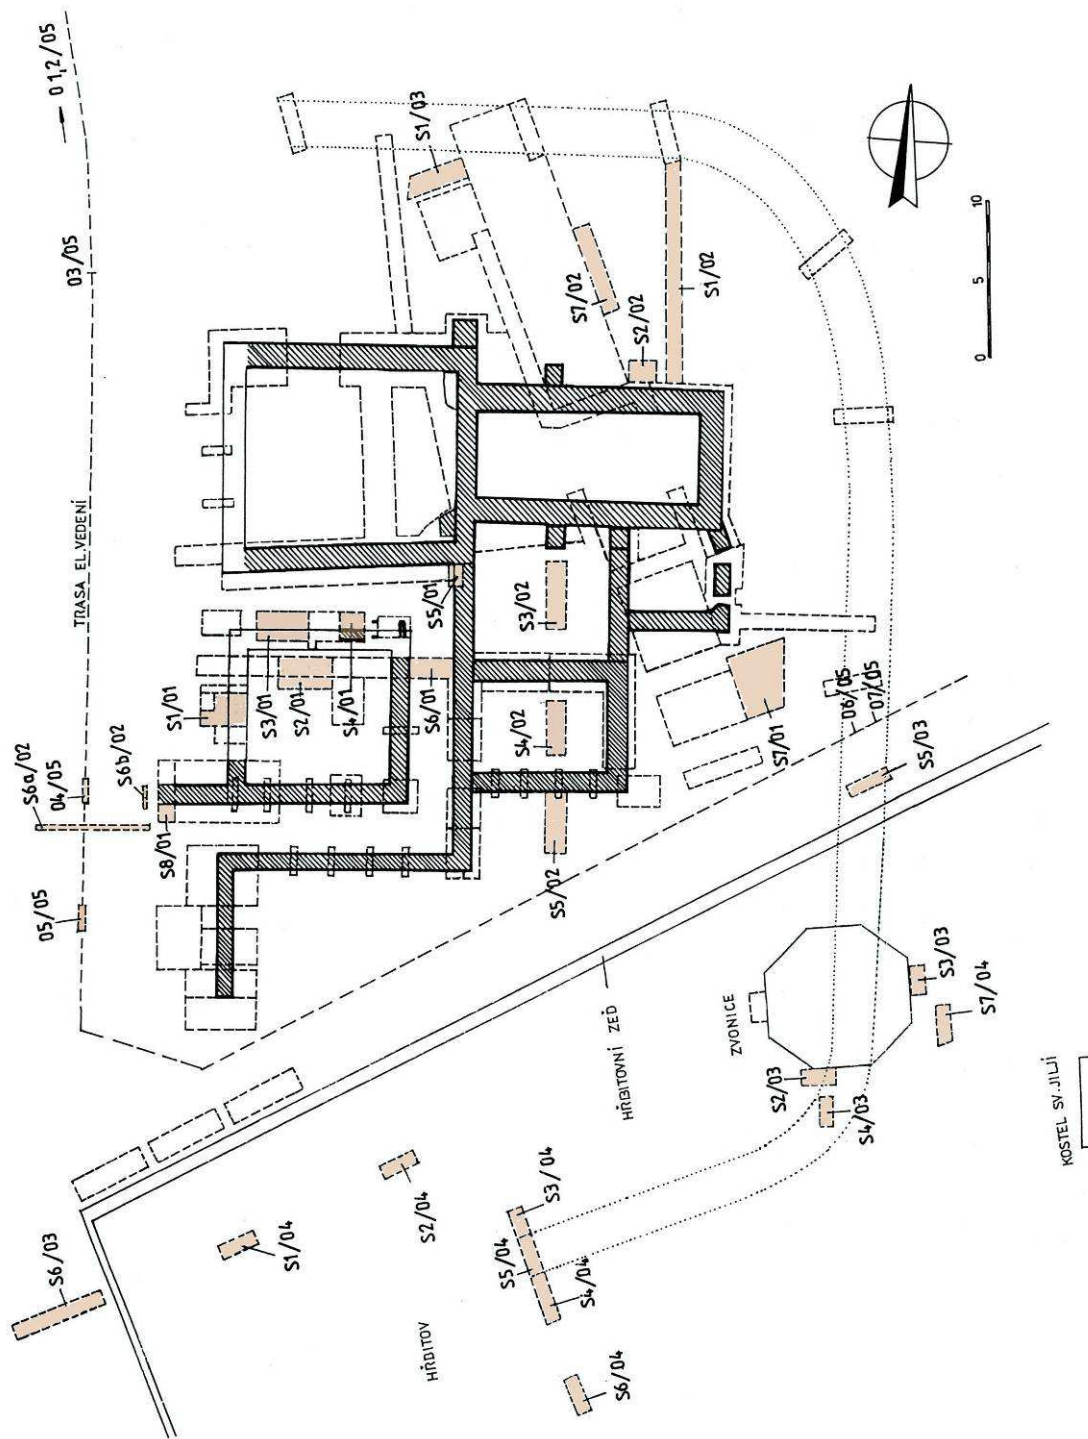 0 1,2/05
03/05
TRASA EL.VEDENÍ
S6a/02
04/05
S6b/02
05/05
S8/01
S1/01
S3/01
S2/01
S4/01
S5/01
S6/01
S1/03
S7/02
S2/02
S1/02
S3/02
S4/02
S5/02
S7/01
06/05
07/05
S5/03
0
5
10
HŘBITOVNÍ ZEĎ
ZVONICE
S3/03
S7/04
S2/03
S4/03
KOSTEL SV.JILJÍ
S6/03
S1/04
S2/04
S3/04
S5/04
S4/04
S6/04
HŘBITOV